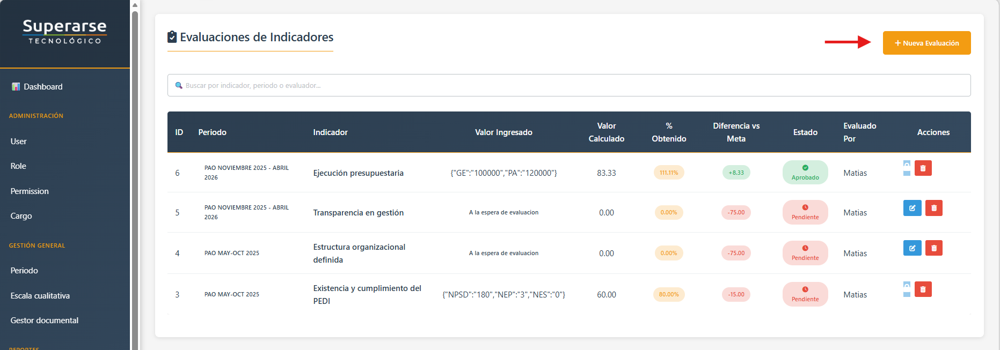 Superarse
TECNOLÓGICO
Dashboard
ADMINISTRACIÓN
User
Role
Permission
Cargo
GESTIÓN GENERAL
Periodo
Escala cualitativa
Gestor documental
REPORTES
Evaluaciones de Indicadores
+ Nueva Evaluación
Buscar por indicador, periodo o evaluador...
ID Periodo Indicador Valor Ingresado Valor Calculado % Obtenido Diferencia vs Meta Estado Evaluado Por Acciones
6 PAO NOVIEMBRE 2025 - ABRIL 2026 Ejecución presupuestaria {"GE":"100000","PA":"120000"} 83.33 111.11% +8.33 Aprobado Matias
5 PAO NOVIEMBRE 2025 - ABRIL 2026 Transparencia en gestión A la espera de evaluacion 0.00 0.00% -75.00 Pendiente Matias
4 PAO MAY-OCT 2025 Estructura organizacional definida A la espera de evaluacion 0.00 0.00% -75.00 Pendiente Matias
3 PAO MAY-OCT 2025 Existencia y cumplimiento del PEDI {"NPSD":"180","NEP":"3","NES":"0"} 60.00 80.00% -15.00 Pendiente Matias